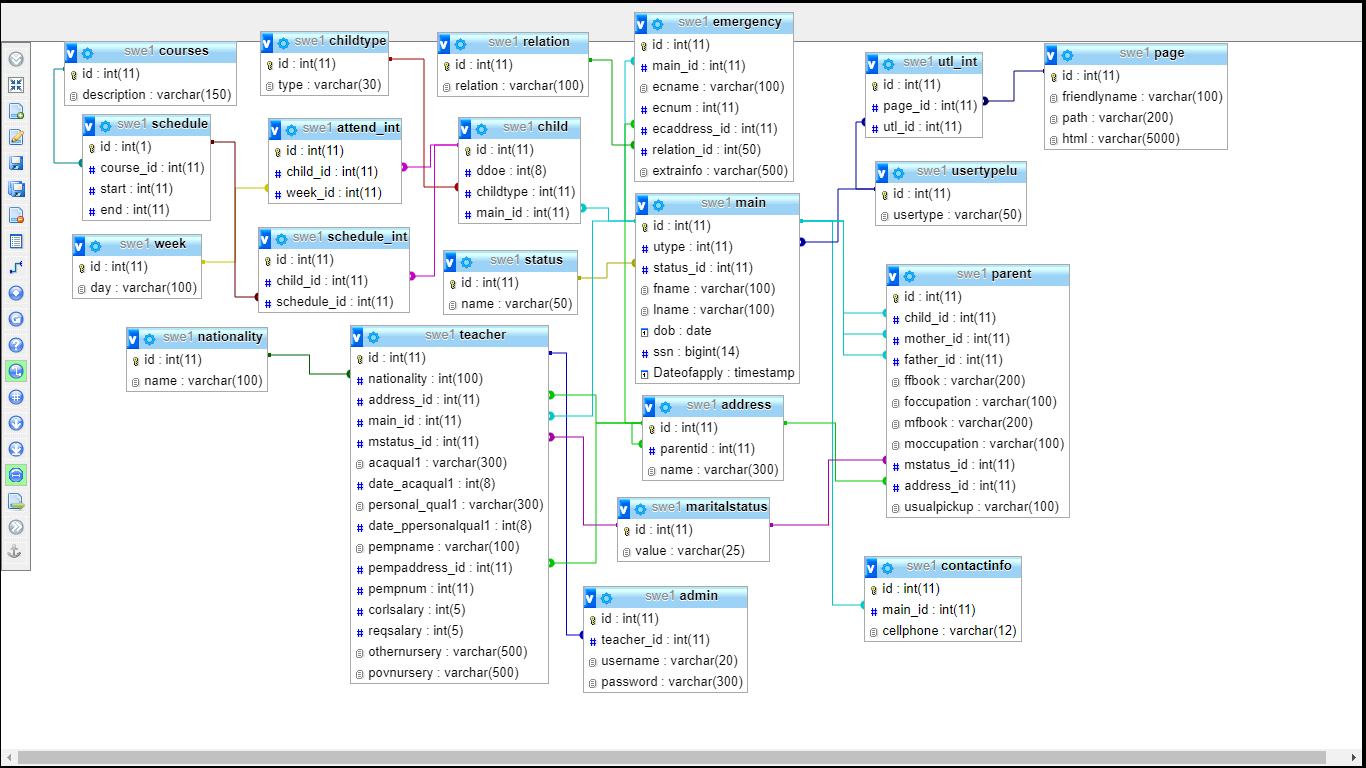 swe1 courses
id : int(11)
description : varchar(150)
swe1 schedule
id : int(1)
course_id : int(11)
start : int(11)
end : int(11)
swe1 week
id : int(11)
day : varchar(100)
swe1 nationality
id : int(11)
name : varchar(100)
swe1 childtype
id : int(11)
type : varchar(30)
swe1 attend_int
id : int(11)
child_id : int(11)
week_id : int(11)
swe1 schedule_int
id : int(11)
child_id : int(11)
schedule_id : int(11)
swe1 teacher
id : int(11)
nationality : int(100)
address_id : int(11)
main_id : int(11)
mstatus_id : int(11)
acaqual1 : varchar(300)
date_acaqual1 : int(8)
personal_qual1 : varchar(300)
date_ppersonalqual1 : int(8)
pempname : varchar(100)
pempaddress_id : int(11)
pempnum : int(11)
corlsalary : int(5)
reqsalary : int(5)
othernursery : varchar(500)
povnursery : varchar(500)
swe1 relation
id : int(11)
relation : varchar(100)
swe1 child
id : int(11)
ddoe : int(8)
childtype : int(11)
main_id : int(11)
swe1 status
id : int(11)
name : varchar(50)
swe1 emergency
id : int(11)
main_id : int(11)
ecname : varchar(100)
ecnum : int(11)
ecaddress_id : int(11)
relation_id : int(50)
extrainfo : varchar(500)
swe1 main
id : int(11)
utype : int(11)
status_id : int(11)
fname : varchar(100)
lname : varchar(100)
dob : date
ssn : bigint(14)
Dateofapply : timestamp
swe1 address
id : int(11)
parentid : int(11)
name : varchar(300)
swe1 maritalstatus
id : int(11)
value : varchar(25)
swe1 admin
id : int(11)
teacher_id : int(11)
username : varchar(20)
password : varchar(300)
swe1 utl_int
id : int(11)
page_id : int(11)
utl_id : int(11)
swe1 usertypelu
id : int(11)
usertype : varchar(50)
swe1 parent
id : int(11)
child_id : int(11)
mother_id : int(11)
father_id : int(11)
ffbook : varchar(200)
foccupation : varchar(100)
mfbook : varchar(200)
moccupation : varchar(100)
mstatus_id : int(11)
address_id : int(11)
usualpickup : varchar(100)
swe1 contactinfo
id : int(11)
main_id : int(11)
cellphone : varchar(12)
swe1 page
id : int(11)
friendlyname : varchar(100)
path : varchar(200)
html : varchar(5000)